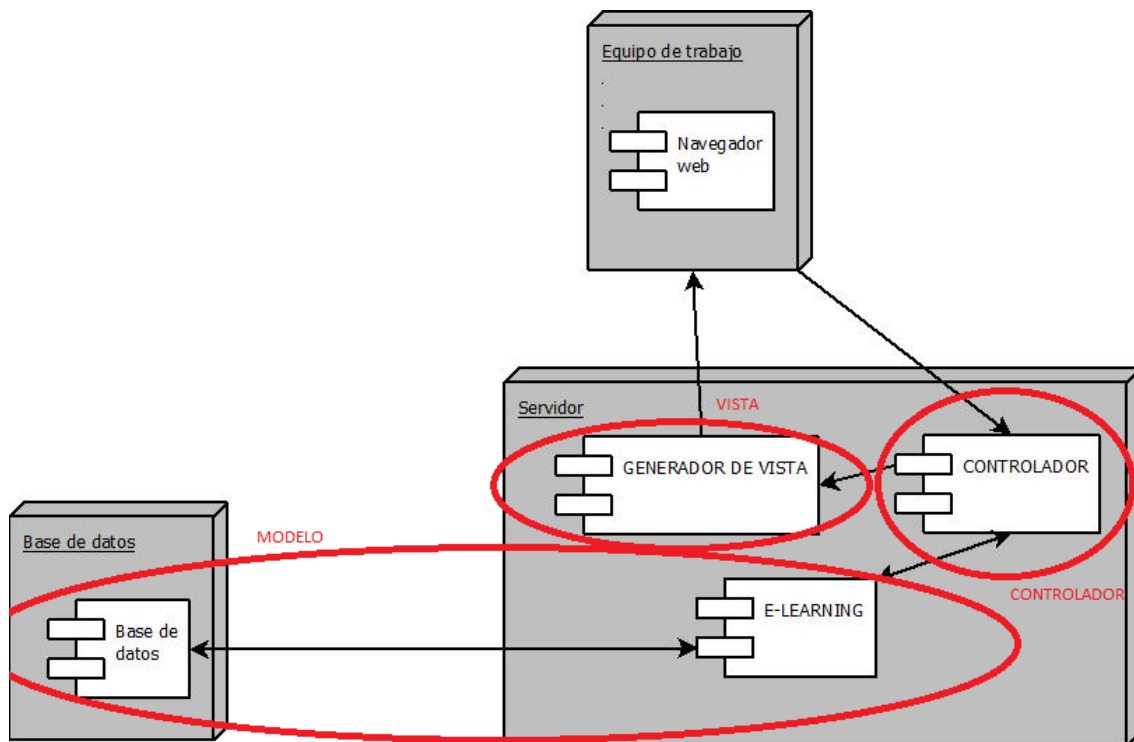 Equipo de trabajo
Navegador
web
Servidor
VISTA
GENERADOR DE VISTA
CONTROLADOR
Base de datos
MODELO
CONTROLADOR
E-LEARNING
Base de
datos